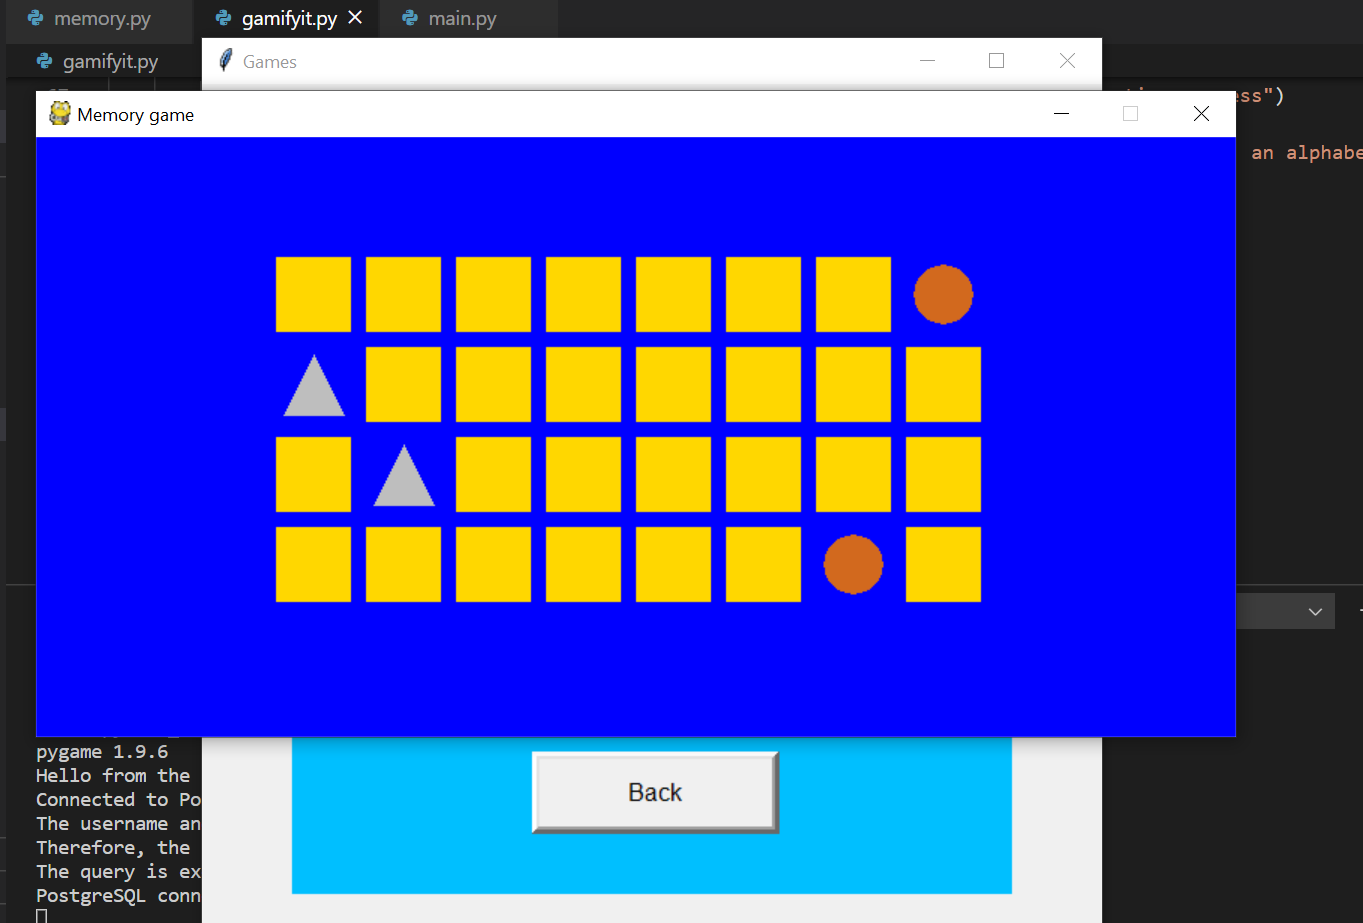 memory.py
gamifyit.py
main.py
gamifyit.py
Games
ess")
Memory game
an alphabe
pygame 1.9.6
Hello from the
Connected to Po
The username an
Therefore, the
The query is ex
PostgreSQL conn
Back